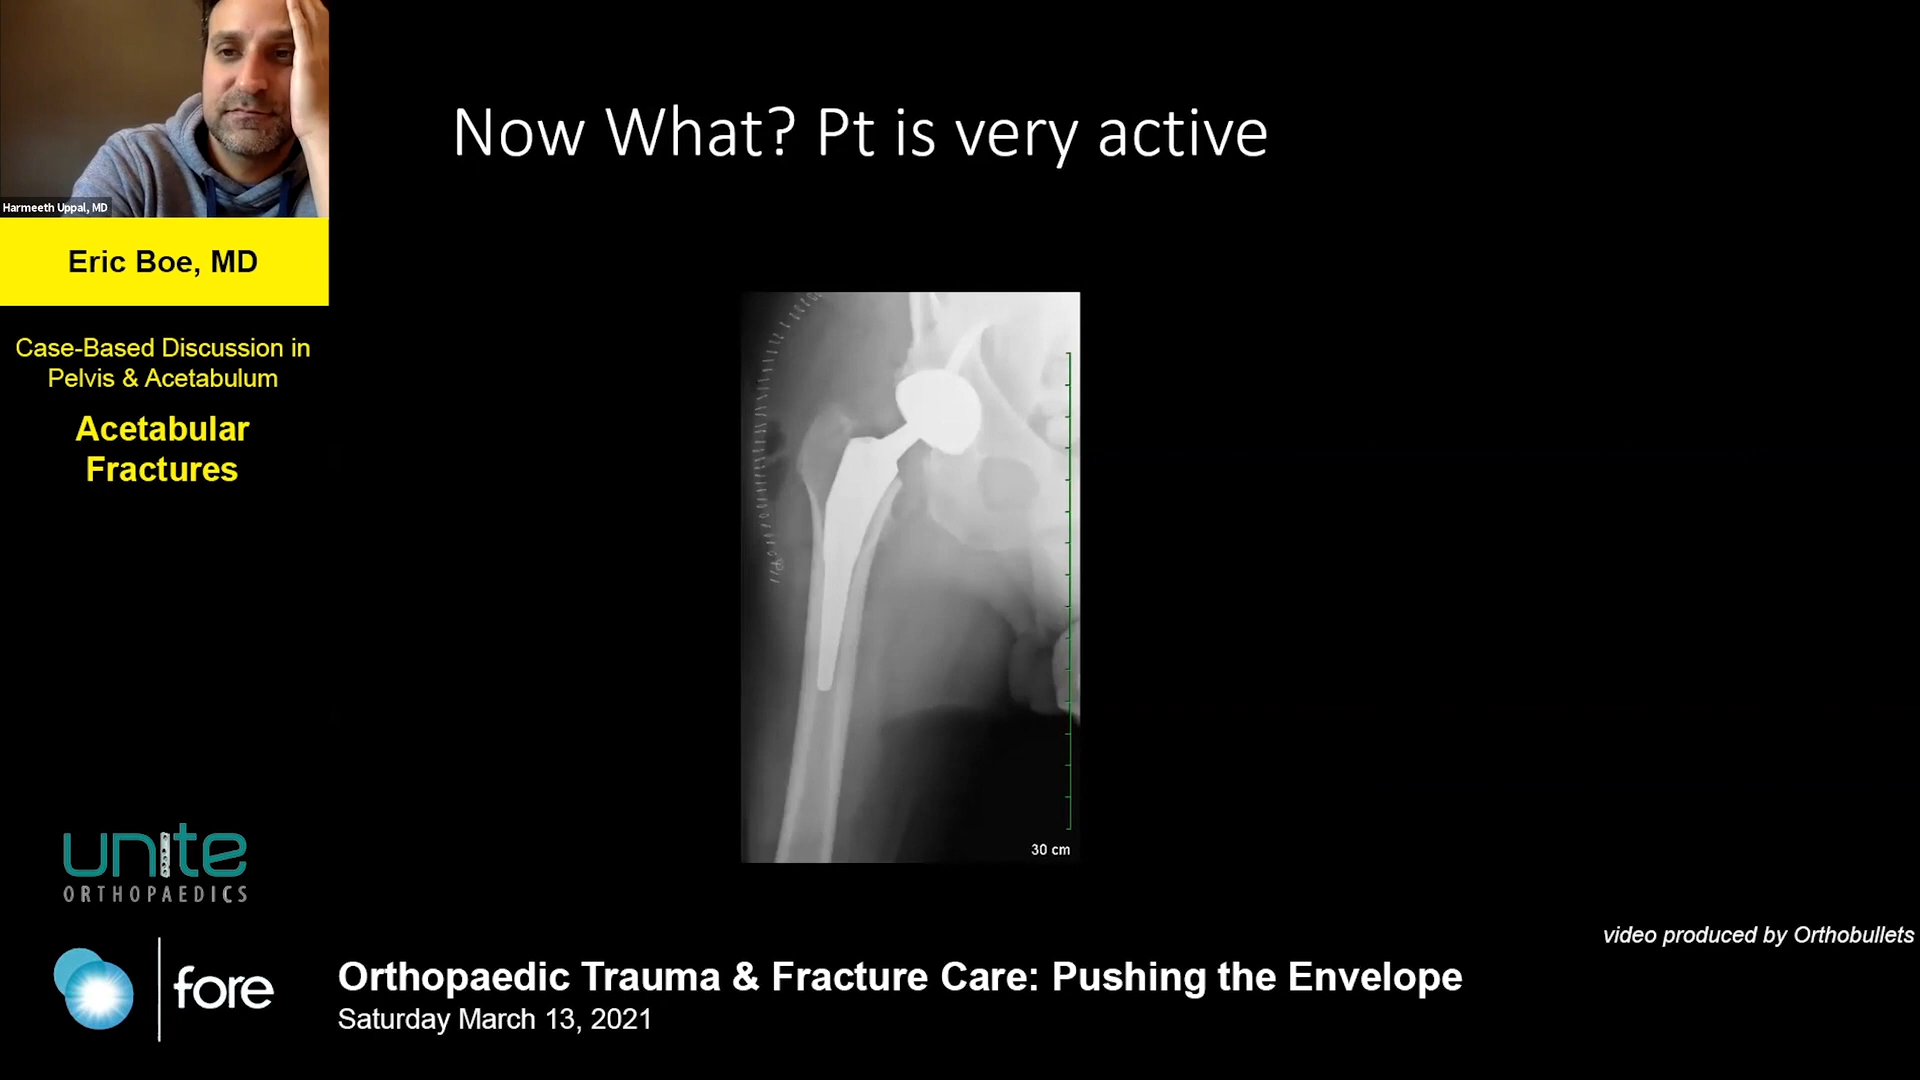 Now What? Pt is very active
Harmeeth Uppal, MD
Eric Boe, MD
Case-Based Discussion in
Pelvis & Acetabulum
Acetabular
Fractures
30 cm
unite
ORTHOPAEDICS
video produced by Orthobullets
fore
Orthopaedic Trauma & Fracture Care: Pushing the Envelope
Saturday March 13, 2021